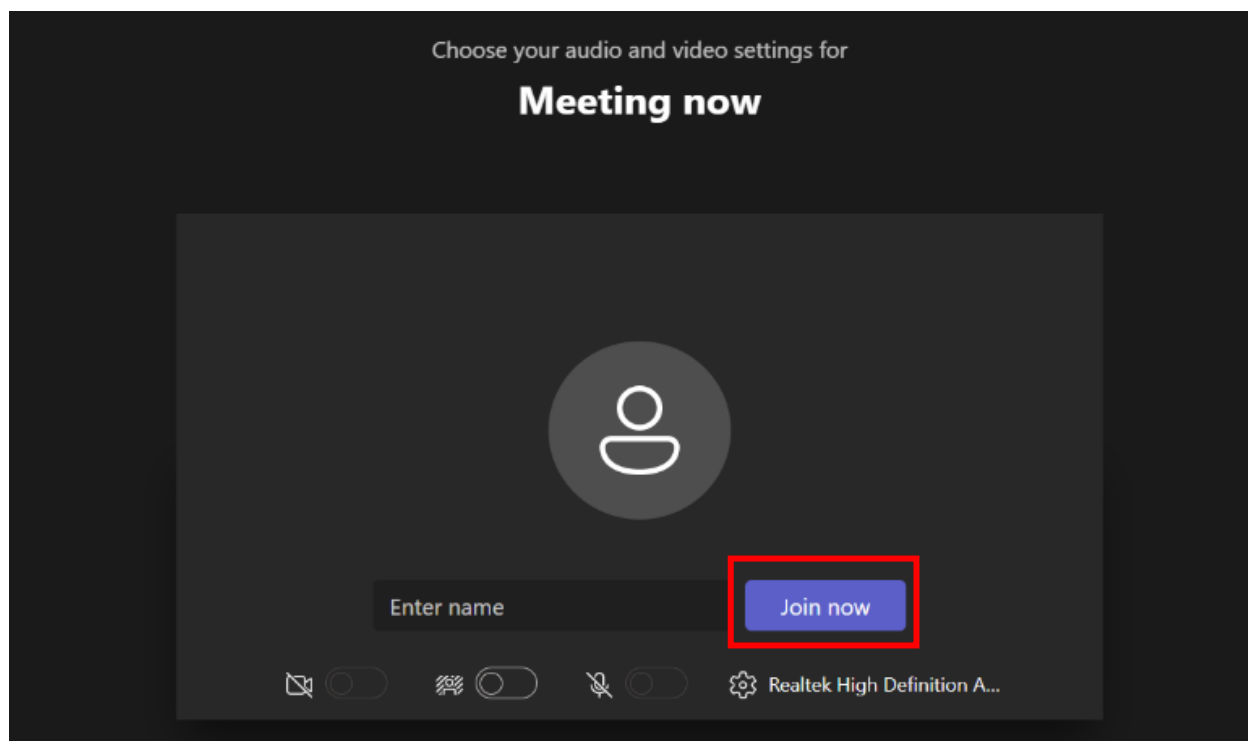 Choose your audio and video settings for
Meeting now
Enter name
Join now
Realtek High Definition A...